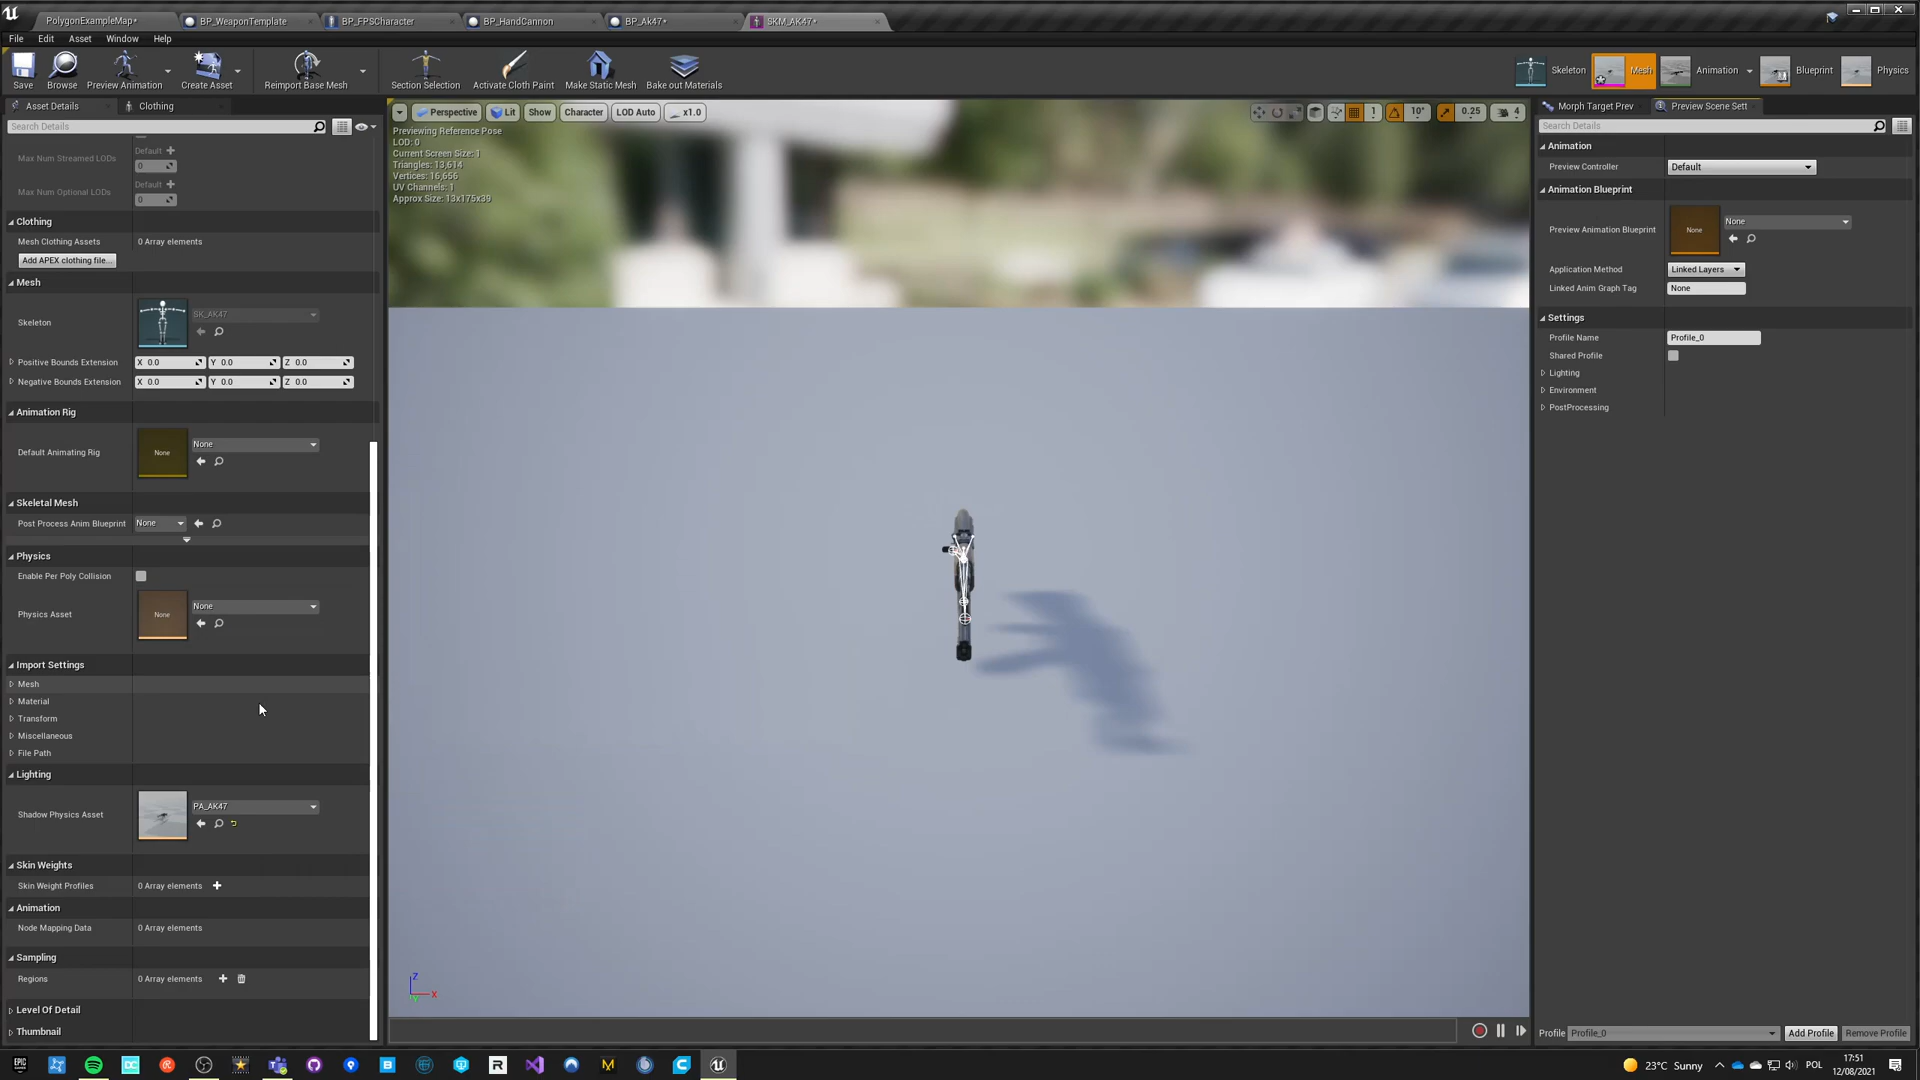 PolygonExampleMap*
BP_WeaponTemplate
BP_FPSCharacter
BP_HandCannon
BP_Ak47*
SKM_AK47*
File Edit Asset Window Help
Save
Browse
Preview Animation
Create Asset
Reimport Base Mesh
Section Selection
Activate Cloth Paint
Make Static Mesh
Bake out Materials
Skeleton
Mesh
Animation
Blueprint
Physics
Asset Details
Clothing
Search Details
Max Num Streamed LODs
Default
0
Max Num Optional LODs
Default
0
Clothing
Mesh Clothing Assets 0 Array elements
Add APEX clothing file...
Mesh
Skeleton
SK_AK47
Positive Bounds Extension X 0.0 Y 0.0 Z 0.0
Negative Bounds Extension X 0.0 Y 0.0 Z 0.0
Animation Rig
Default Animating Rig
None
None
Skeletal Mesh
Post Process Anim Blueprint None
Physics
Enable Per Poly Collision
Physics Asset
None
None
Import Settings
Mesh
Material
Transform
Miscellaneous
File Path
Lighting
Shadow Physics Asset
PA_AK47
Skin Weights
Skin Weight Profiles 0 Array elements
Animation
Node Mapping Data 0 Array elements
Sampling
Regions 0 Array elements
Level Of Detail
Thumbnail
Perspective Lit Show Character LOD Auto x1.0
1 10° 0.25 4
Previewing Reference Pose
LOD: 0
Current Screen Size: 1
Triangles: 13,614
Vertices: 16,656
UV Channels: 1
Approx Size: 13x175x39
Z
X
Y
Morph Target Prev
Preview Scene Sett
Search Details
Animation
Preview Controller Default
Animation Blueprint
Preview Animation Blueprint
None
None
Application Method Linked Layers
Linked Anim Graph Tag None
Settings
Profile Name Profile_0
Shared Profile
Lighting
Environment
PostProcessing
Profile Profile_0 Add Profile Remove Profile
EPIC
DC
B
R
M
23°C Sunny
POL
17:51
12/08/2021